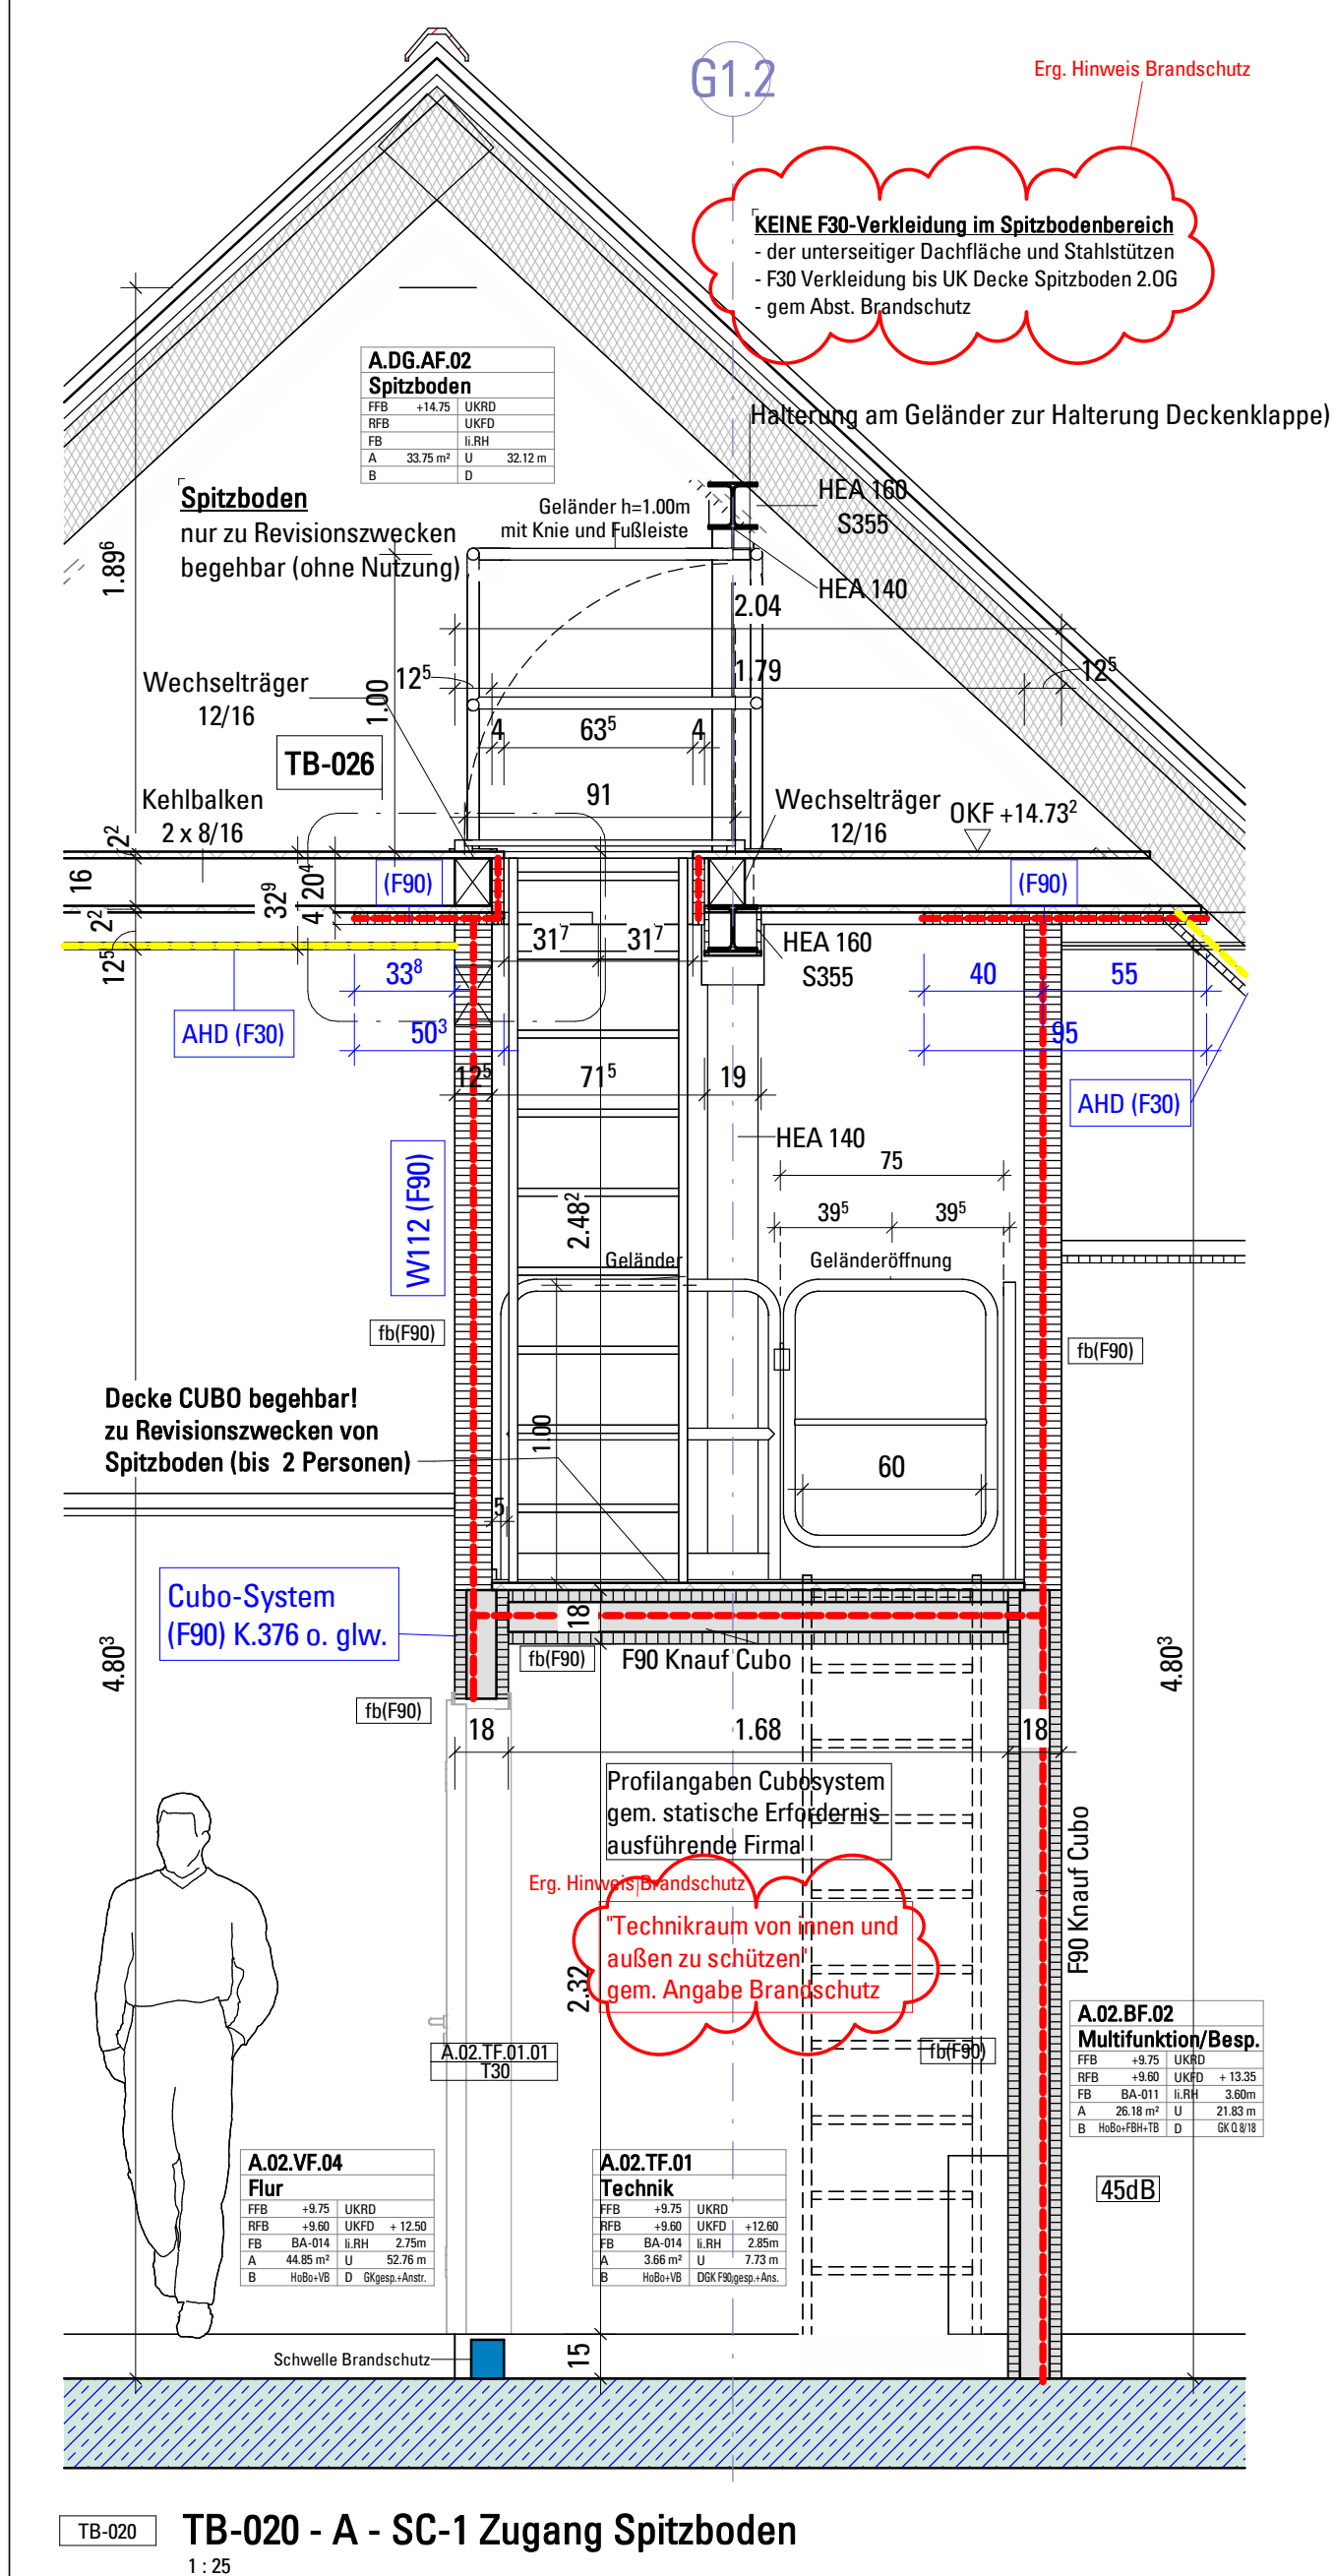 G1.2
Erg. Hinweis Brandschutz
KEINE F30-Verkleidung im Spitzbodenbereich
- der unterseitiger Dachfläche und Stahlstützen
- F30 Verkleidung bis UK Decke Spitzboden 2.OG
- gem Abst. Brandschutz
A.DG.AF.02
Spitzboden
FFB +14.75 UKRD
RFB UKFD
FB li.RH
A 33.75 m² U 32.12 m
B D
Halterung am Geländer zur Halterung Deckenklappe)
Spitzboden
nur zu Revisionszwecken
begehbar (ohne Nutzung)
Geländer h=1.00m
mit Knie und Fußleiste
HEA 160
S355
HEA 140
1.89⁶
2.04
1.79
12⁵
12⁵
1.00
Wechselträger
12/16
4
63⁵
4
TB-026
91
Kehlbalken
2 x 8/16
Wechselträger
12/16
OKF +14.73²
2²
16
2²
12⁵
32⁹
20⁴
4
(F90)
(F90)
31⁷
31⁷
HEA 160
S355
33⁸
40
55
AHD (F30)
50³
95
12⁵
71⁵
19
AHD (F30)
HEA 140
75
W112 (F90)
39⁵
39⁵
2.48²
Geländer
Geländeröffnung
fb(F90)
fb(F90)
Decke CUBO begehbar!
zu Revisionszwecken von
Spitzboden (bis 2 Personen)
1.00
60
5
Cubo-System
(F90) K.376 o. glw.
18
fb(F90)
F90 Knauf Cubo
4.80³
4.80³
fb(F90)
18
1.68
18
Profilangaben Cubosystem
gem. statische Erfordernis
ausführende Firma
F90 Knauf Cubo
Erg. Hinweis Brandschutz
"Technikraum von innen und
außen zu schützen"
gem. Angabe Brandschutz
2.32
A.02.TF.01.01
T30
fb(F90)
A.02.BF.02
Multifunktion/Besp.
FFB +9.75 UKRD
RFB +9.60 UKFD + 13.35
FB BA-011 li.RH 3.60m
A 26.18 m² U 21.83 m
B HoBo+FBH+TB D GK Q 8/18
45dB
A.02.VF.04
Flur
FFB +9.75 UKRD
RFB +9.60 UKFD + 12.50
FB BA-014 li.RH 2.75m
A 44.85 m² U 52.76 m
B HoBo+VB D GKgesp.+Anstr.
A.02.TF.01
Technik
FFB +9.75 UKRD
RFB +9.60 UKFD +12.60
FB BA-014 li.RH 2.85m
A 3.66 m² U 7.73 m
B HoBo+VB DGK F90,gesp.+Ans.
Schwelle Brandschutz
15
TB-020
TB-020 - A - SC-1 Zugang Spitzboden
1 : 25